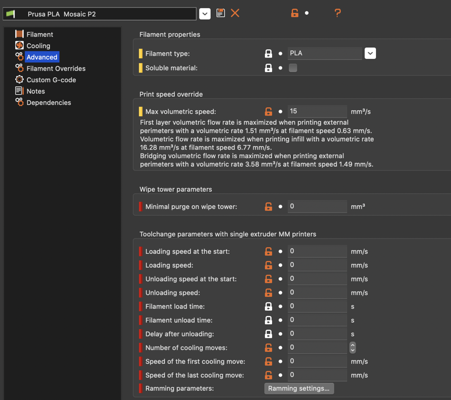 Prusa PLA  Mosaic P2
Filament
Cooling
Advanced
Filament Overrides
Custom G-code
Notes
Dependencies
Filament properties
Filament type: PLA
Soluble material:
Print speed override
Max volumetric speed: 15 mm³/s
First layer volumetric flow rate is maximized when printing external
perimeters with a volumetric rate 1.51 mm³/s at filament speed 0.63 mm/s.
Volumetric flow rate is maximized when printing infill with a volumetric rate
16.28 mm³/s at filament speed 6.77 mm/s.
Bridging volumetric flow rate is maximized when printing external
perimeters with a volumetric rate 3.58 mm³/s at filament speed 1.49 mm/s.
Wipe tower parameters
Minimal purge on wipe tower: 0 mm³
Toolchange parameters with single extruder MM printers
Loading speed at the start: 0 mm/s
Loading speed: 0 mm/s
Unloading speed at the start: 0 mm/s
Unloading speed: 0 mm/s
Filament load time: 0 s
Filament unload time: 0 s
Delay after unloading: 0 s
Number of cooling moves: 0
Speed of the first cooling move: 0 mm/s
Speed of the last cooling move: 0 mm/s
Ramming parameters: Ramming settings...